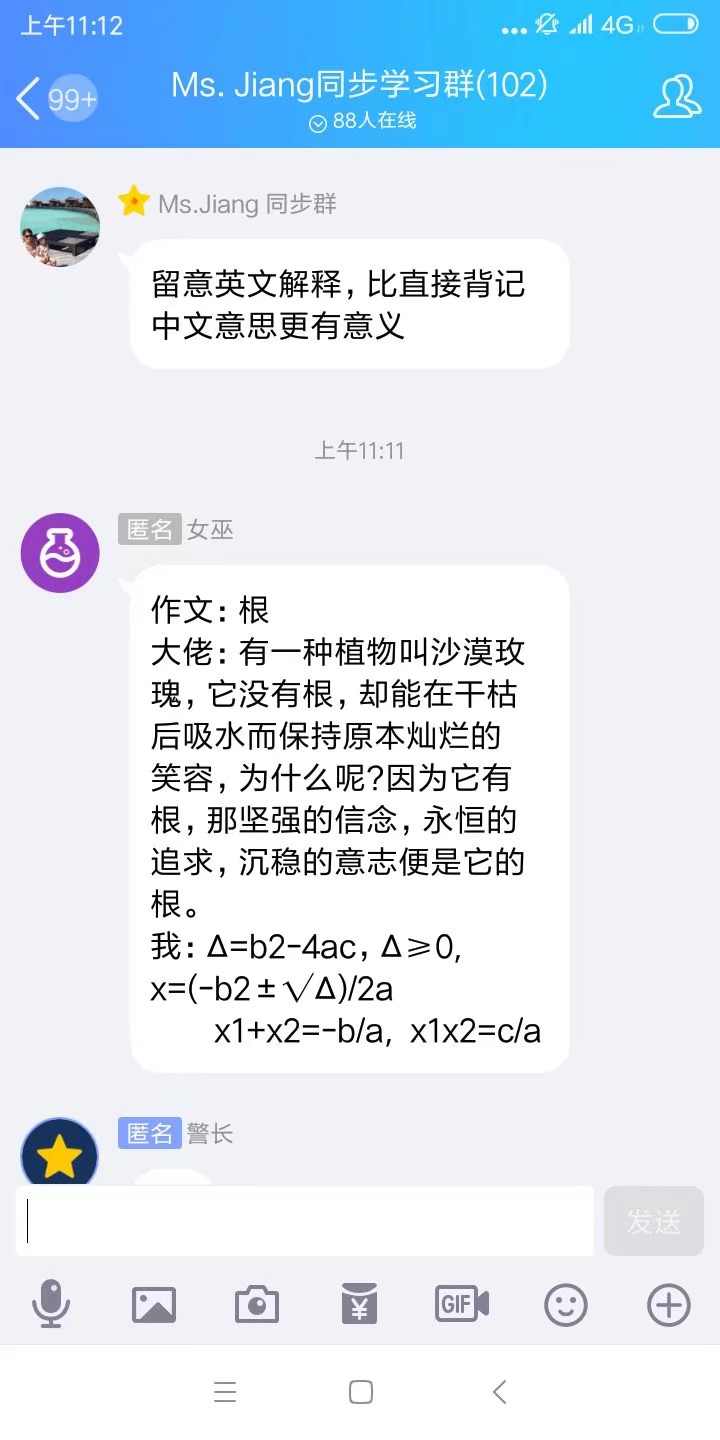 上午11:12
4G
99+
Ms. Jiang同步学习群(102)
88人在线
Ms.Jiang 同步群
留意英文解释，比直接背记
中文意思更有意义
上午11:11
匿名 女巫
作文：根
大佬：有一种植物叫沙漠玫
瑰，它没有根，却能在干枯
后吸水而保持原本灿烂的
笑容，为什么呢?因为它有
根，那坚强的信念，永恒的
追求，沉稳的意志便是它的
根。
我：Δ=b2-4ac，Δ≥0,
x=(-b2±√Δ)/2a
x1+x2=-b/a,  x1x2=c/a
匿名 警长
发送
¥
GIF